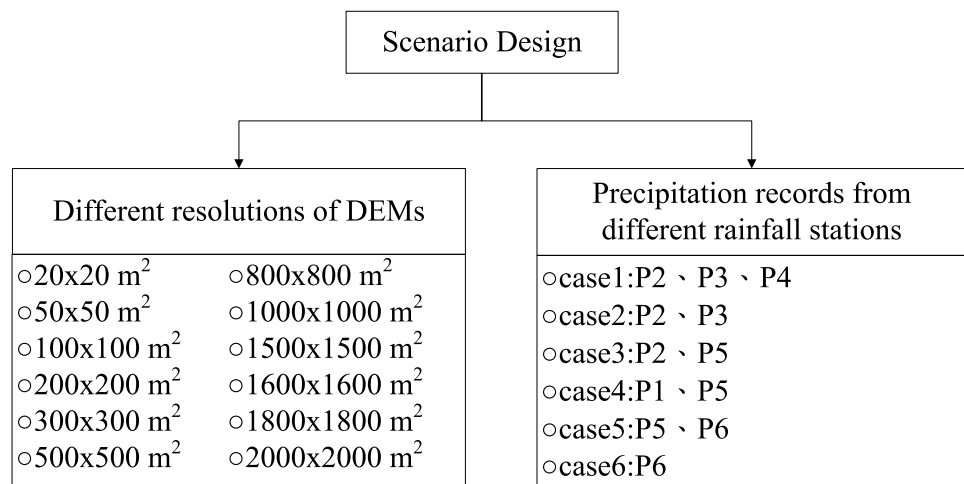 Scenario Design
Different resolutions of DEMs
○20x20 m²
○50x50 m²
○100x100 m²
○200x200 m²
○300x300 m²
○500x500 m²
○800x800 m²
○1000x1000 m²
○1500x1500 m²
○1600x1600 m²
○1800x1800 m²
○2000x2000 m²
Precipitation records from
different rainfall stations
○case1:P2、P3、P4
○case2:P2、P3
○case3:P2、P5
○case4:P1、P5
○case5:P5、P6
○case6:P6